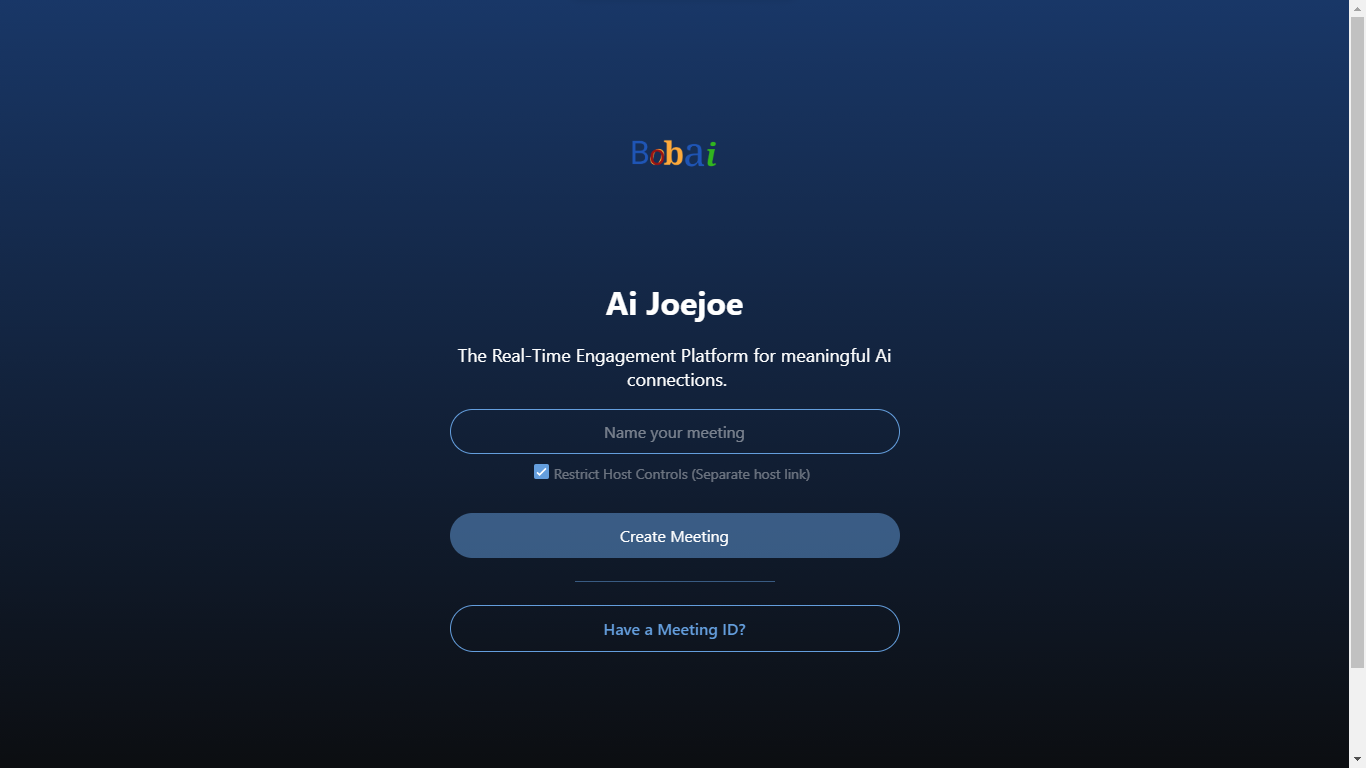 Bobai
Ai Joejoe
The Real-Time Engagement Platform for meaningful Ai
connections.
Name your meeting
Restrict Host Controls (Separate host link)
Create Meeting
Have a Meeting ID?